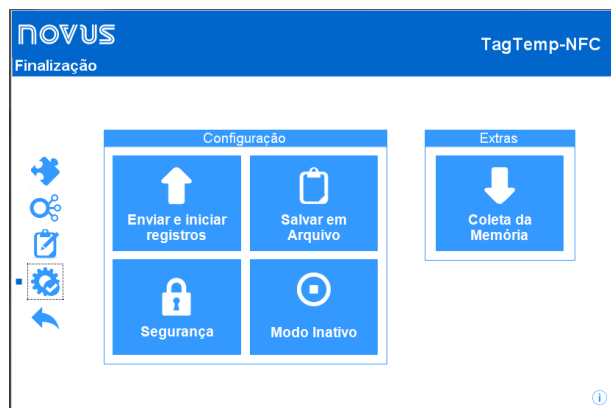 novus
TagTemp-NFC
Finalização
Configuração
Enviar e iniciar
registros
Salvar em
Arquivo
Segurança
Modo Inativo
Extras
Coleta da
Memória